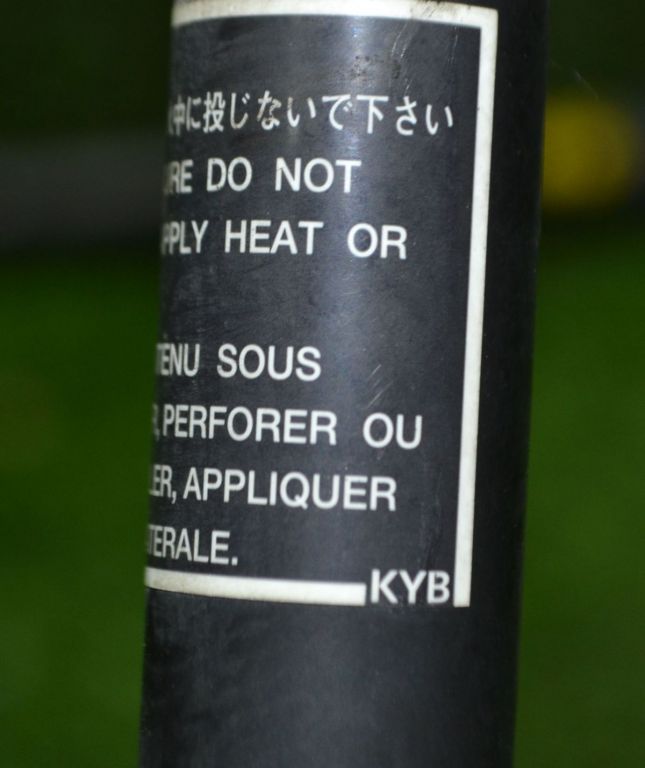 中に投じないで下さい
URE DO NOT
PPLY HEAT OR
TENU SOUS
R, PERFORER OU
LER, APPLIQUER
TERALE.
KYB